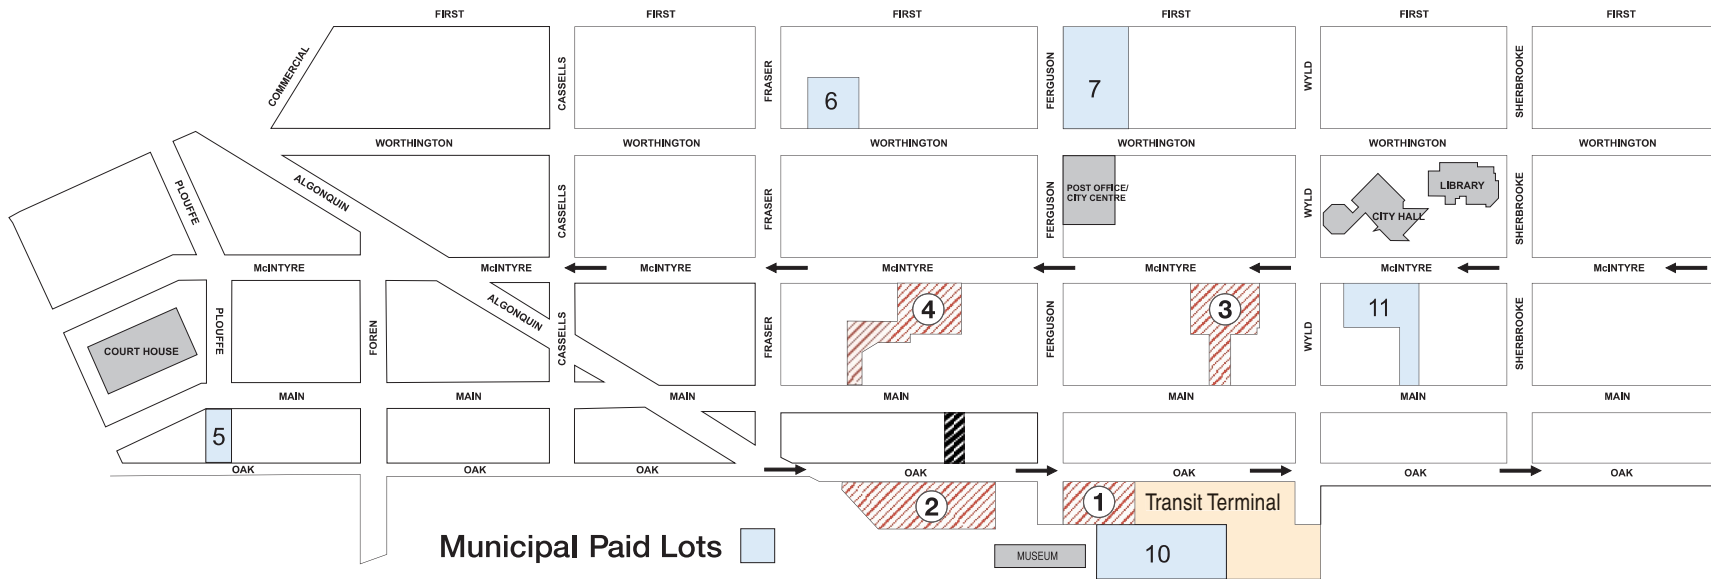 FIRST FIRST FIRST FIRST FIRST FIRST
COMMERCIAL
CASSELLS
FRASER
FERGUSON
WYLD
SHERBROOKE
6
7
WORTHINGTON WORTHINGTON WORTHINGTON WORTHINGTON WORTHINGTON WORTHINGTON
PLOUFFE
ALGONQUIN
CASSELLS
FRASER
FERGUSON
POST OFFICE/
CITY CENTRE
WYLD
CITY HALL
LIBRARY
SHERBROOKE
McINTYRE McINTYRE McINTYRE McINTYRE McINTYRE McINTYRE McINTYRE
COURT HOUSE
PLOUFFE
FOREN
ALGONQUIN
CASSELLS
FRASER
4
FERGUSON
3
WYLD
11
SHERBROOKE
MAIN MAIN MAIN MAIN MAIN MAIN MAIN
5
OAK OAK OAK OAK OAK OAK OAK
2
1
Transit Terminal
Municipal Paid Lots
MUSEUM
10